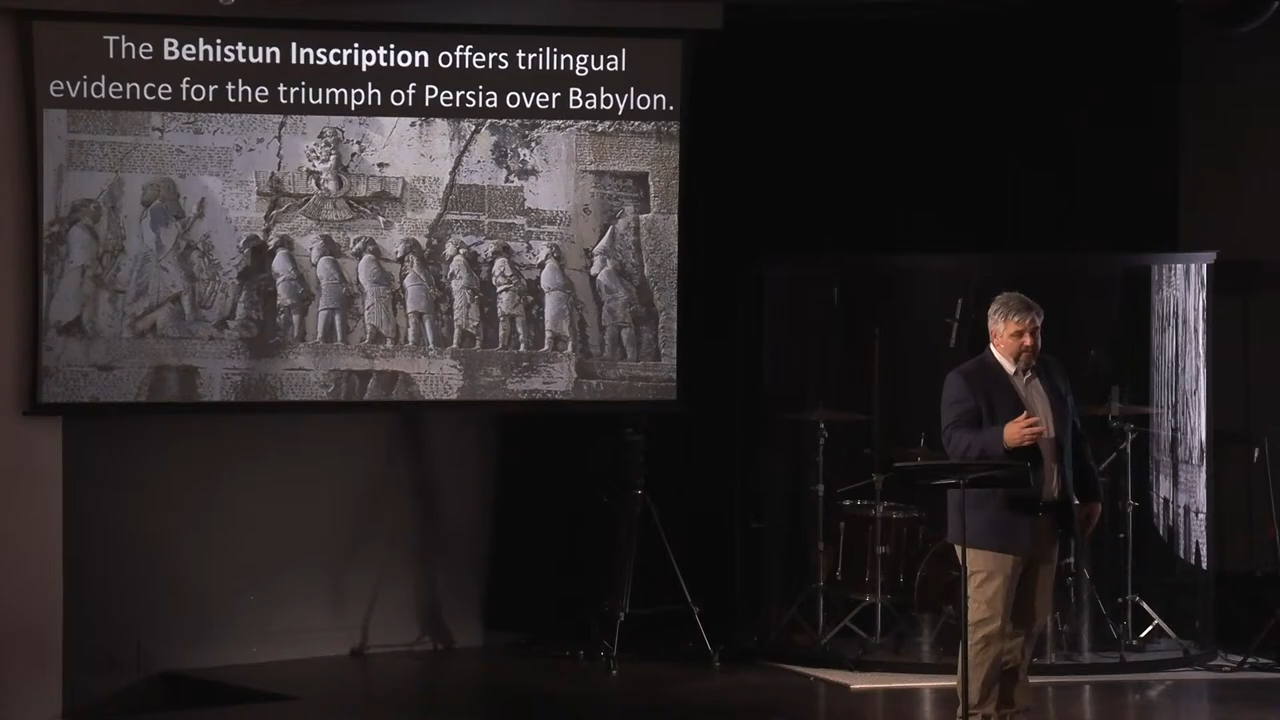 The Behistun Inscription offers trilingual
evidence for the triumph of Persia over Babylon.